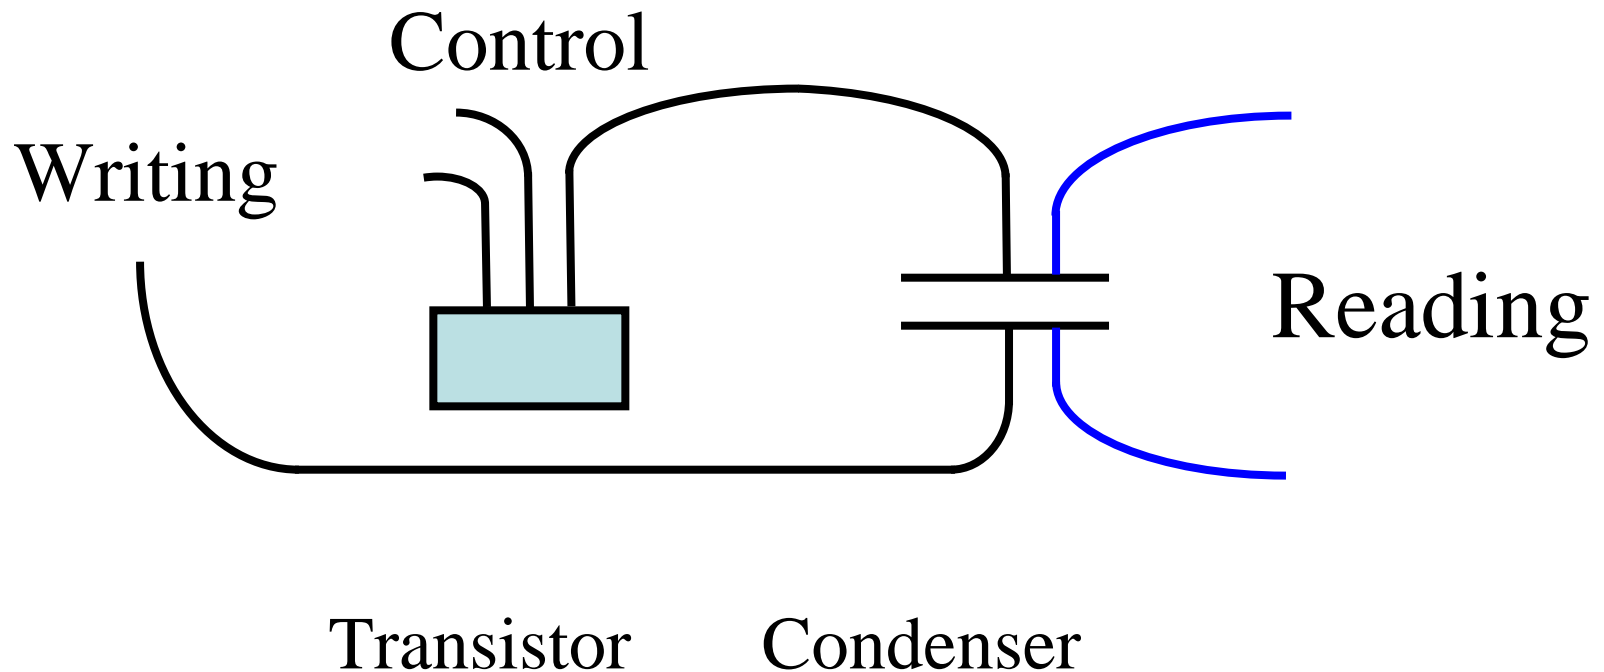 Control
Writing
Reading
Transistor
Condenser